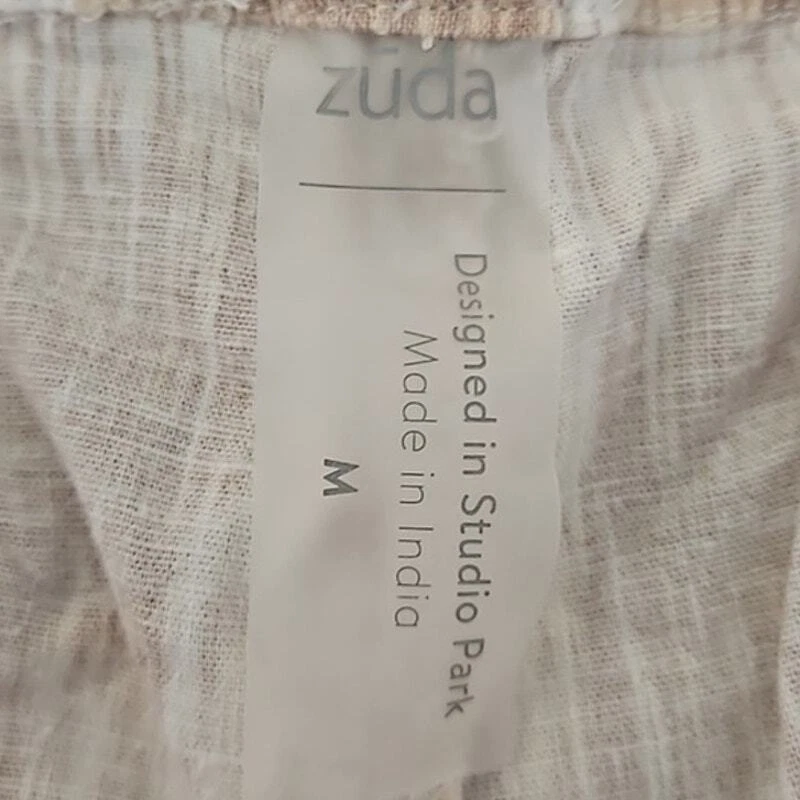 zūda
Designed in Studio Park
Made in India
M